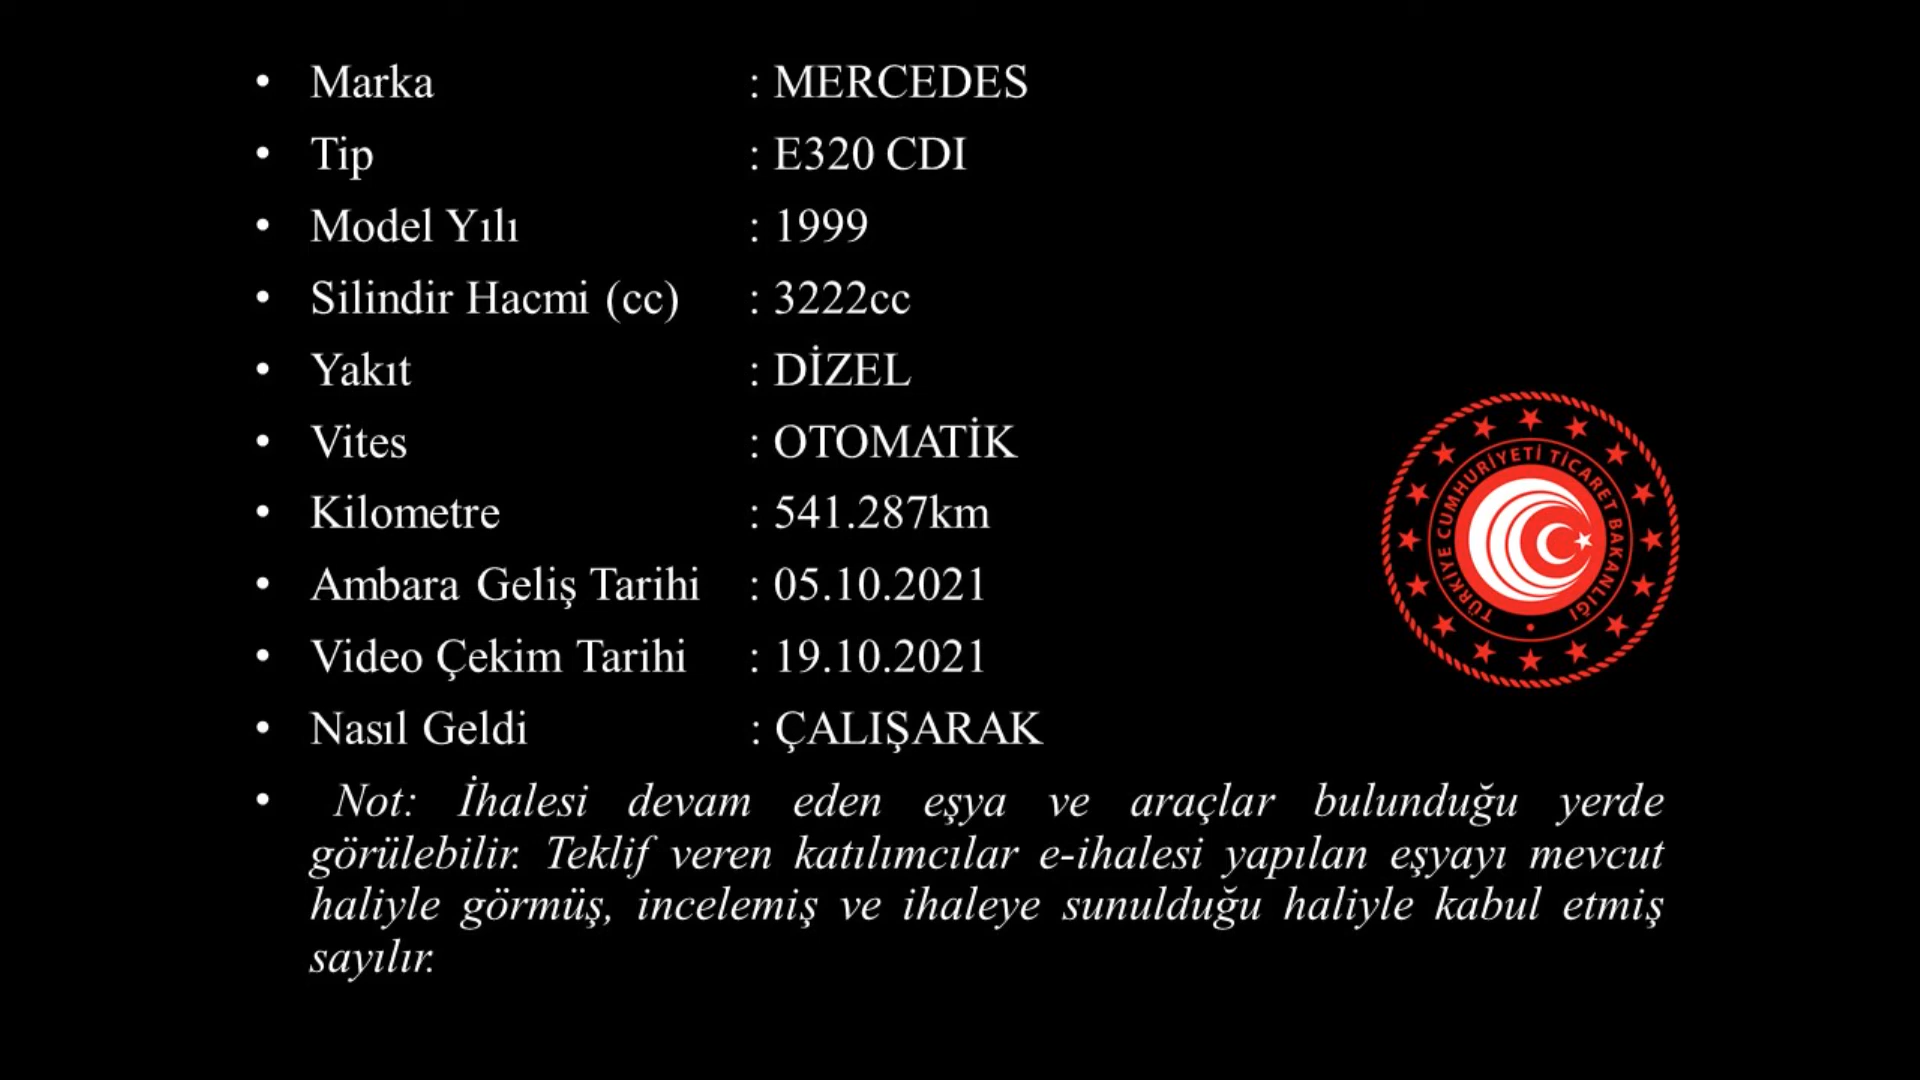 • Marka : MERCEDES
• Tip : E320 CDI
• Model Yılı : 1999
• Silindir Hacmi (cc) : 3222cc
• Yakıt : DİZEL
• Vites : OTOMATİK
• Kilometre : 541.287km
• Ambara Geliş Tarihi : 05.10.2021
• Video Çekim Tarihi : 19.10.2021
• Nasıl Geldi : ÇALIŞARAK
• Not: İhalesi devam eden eşya ve araçlar bulunduğu yerde
görülebilir. Teklif veren katılımcılar e-ihalesi yapılan eşyayı mevcut
haliyle görmüş, incelemiş ve ihaleye sunulduğu haliyle kabul etmiş
sayılır.
TÜRKİYE CUMHURİYETİ TİCARET BAKANLIĞI